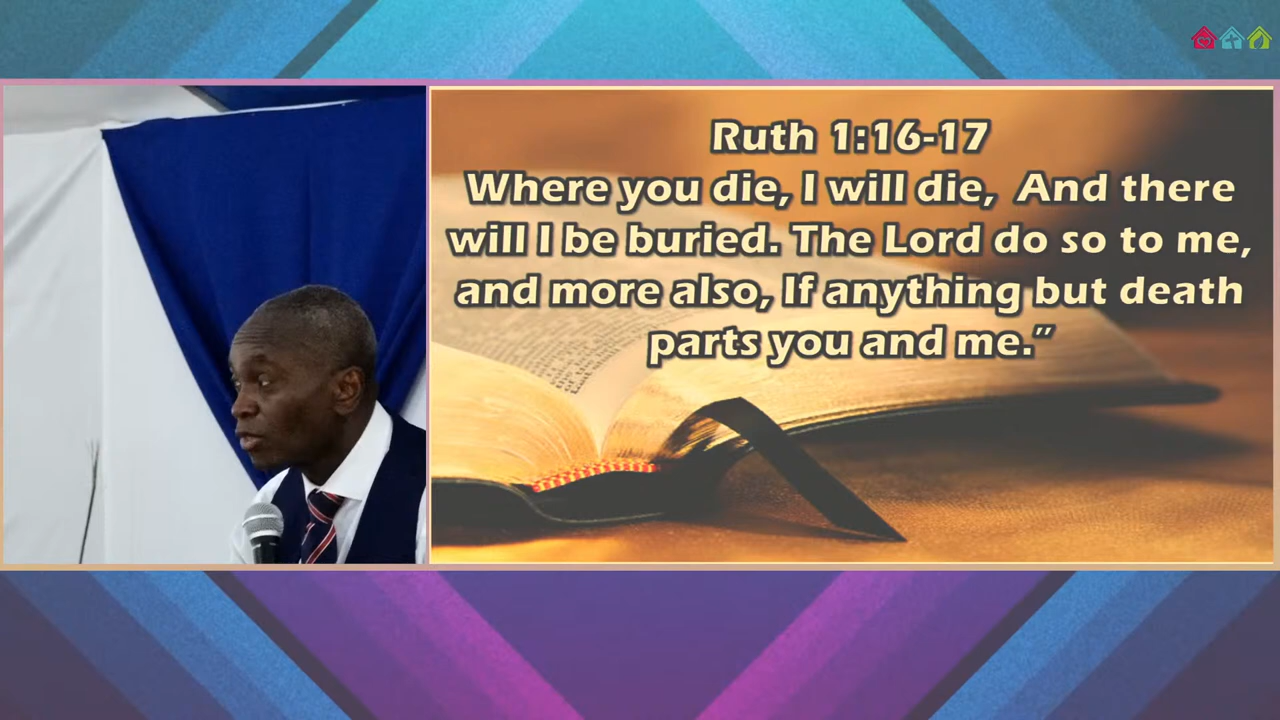 Ruth 1:16-17
Where you die, I will die,  And there
will I be buried. The Lord do so to me,
and more also, If anything but death
parts you and me.”